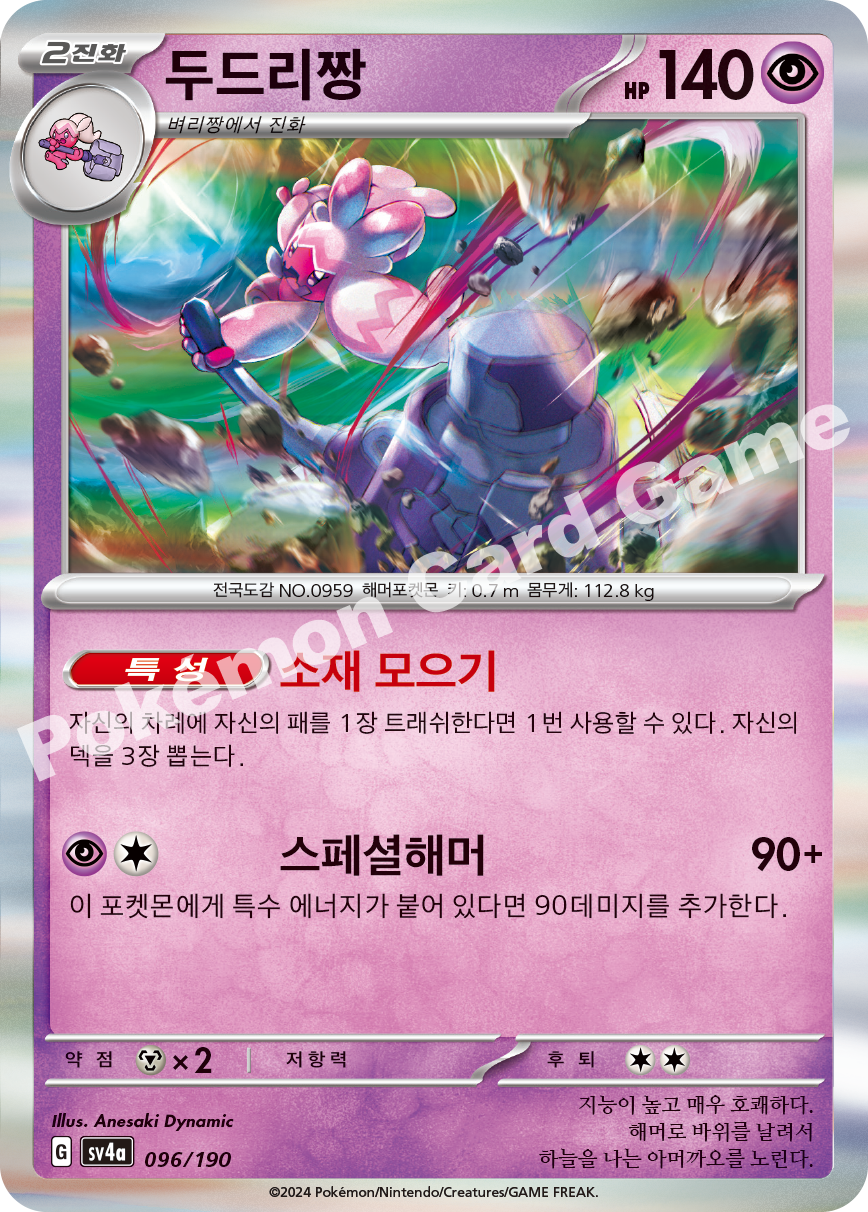 2진화
두드리짱
HP 140
벼리짱에서 진화
전국도감 NO.0959 해머포켓몬 키: 0.7 m 몸무게: 112.8 kg
Pokémon Card Game
특성 소재 모으기
자신의 차례에 자신의 패를 1장 트래쉬한다면 1번 사용할 수 있다. 자신의
덱을 3장 뽑는다.
스페셜해머 90+
이 포켓몬에게 특수 에너지가 붙어 있다면 90데미지를 추가한다.
약점 ×2 저항력 후퇴
Illus. Anesaki Dynamic
G sv4a 096/190
지능이 높고 매우 호쾌하다.
해머로 바위를 날려서
하늘을 나는 아머까오를 노린다.
©2024 Pokémon/Nintendo/Creatures/GAME FREAK.